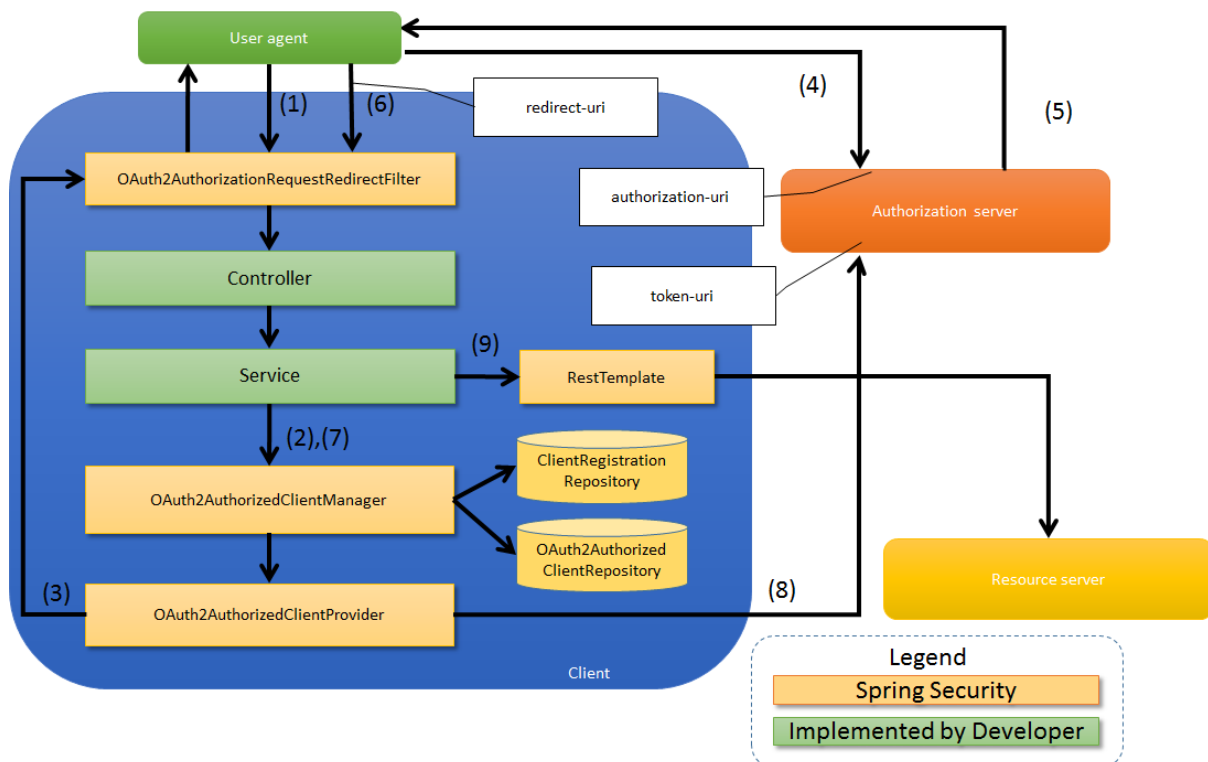 User agent
(1)
(6)
redirect-uri
(4)
(5)
OAuth2AuthorizationRequestRedirectFilter
authorization-uri
Authorization server
Controller
token-uri
Service
(9)
RestTemplate
(2),(7)
ClientRegistration
Repository
OAuth2AuthorizedClientManager
OAuth2Authorized
ClientRepository
Resource server
(3)
OAuth2AuthorizedClientProvider
(8)
Client
Legend
Spring Security
Implemented by Developer